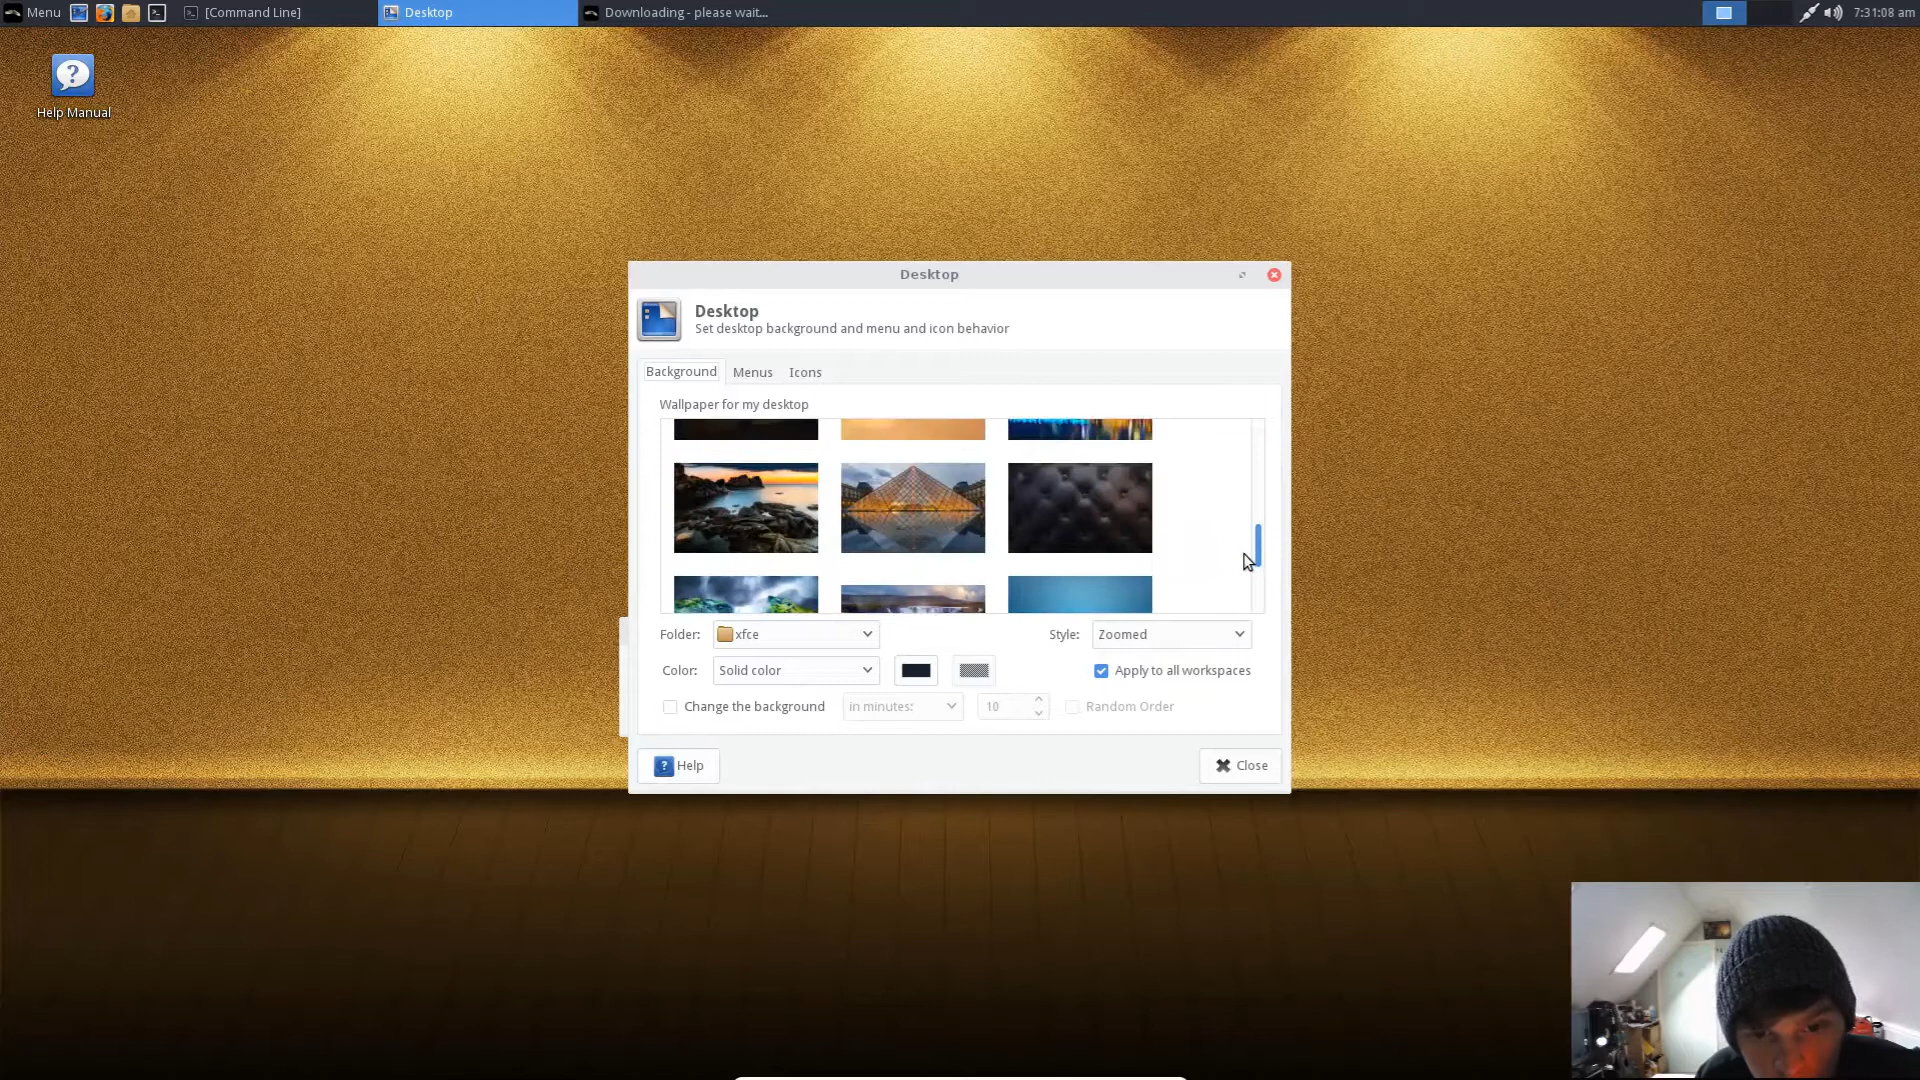 Menu
[Command Line]
Desktop
Downloading - please wait...
7:31:08 am
Help Manual
Desktop
Desktop
Set desktop background and menu and icon behavior
Background
Menus
Icons
Wallpaper for my desktop
Folder:
xfce
Style:
Zoomed
Color:
Solid color
Apply to all workspaces
Change the background
in minutes:
10
Random Order
Help
Close